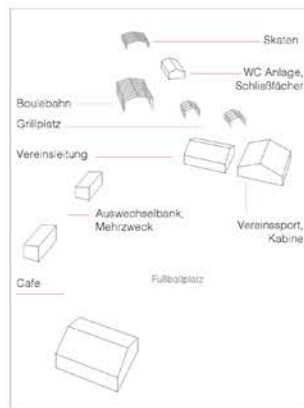 Skaten
WC Anlage,
Schließfächer
Boulebahn
Grillplatz
Vereinsleitung
Auswechselbank,
Mehrzweck
Vereinssport,
Kabine
Cafe
Fußballplatz